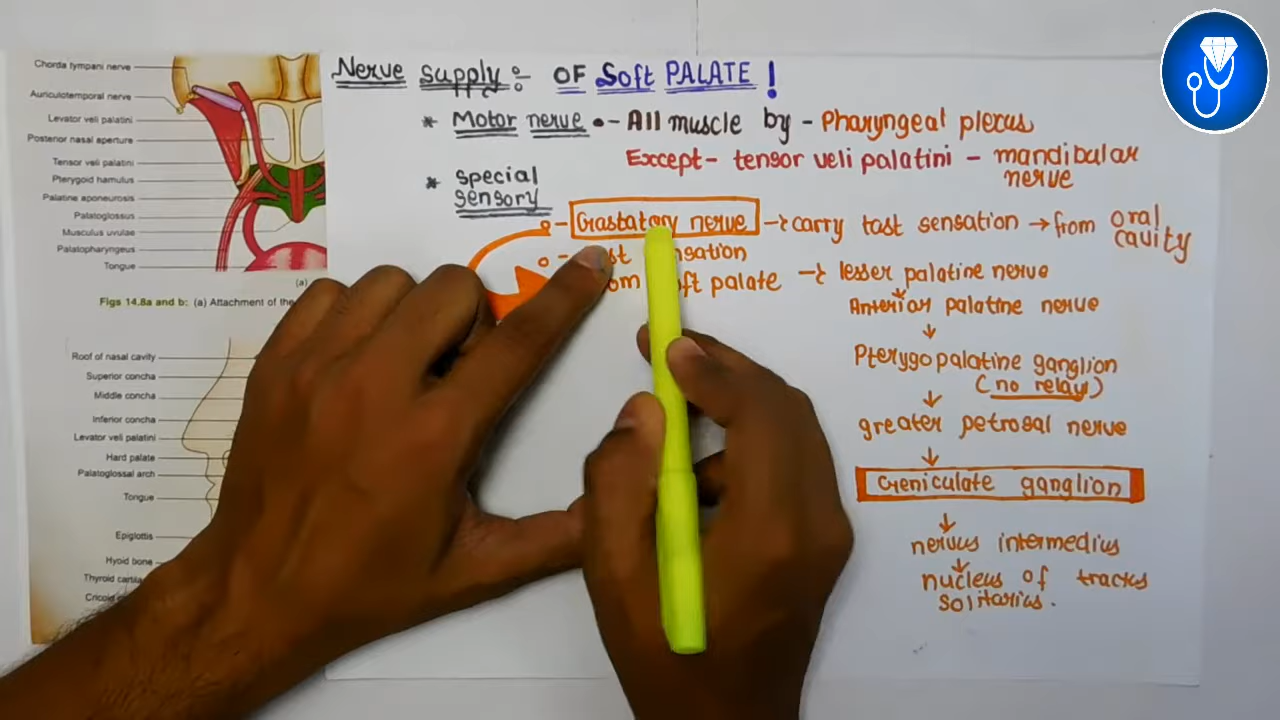 Chorda tympani nerve
Auriculotemporal nerve
Levator veli palatini
Posterior nasal aperture
Tensor veli palatini
Pterygoid hamulus
Palatine aponeurosis
Palatoglossus
Musculus uvulae
Palatopharyngeus
Tongue
(a)
Figs 14.8a and b: (a) Attachment of the
Roof of nasal cavity
Superior concha
Middle concha
Inferior concha
Levator veli palatini
Hard palate
Palatoglossal arch
Tongue
Epiglottis
Hyoid bone
Thyroid
Cricoid
Nerve supply :- OF Soft PALATE !
* Motor nerve •- All muscle by - Pharyngeal plexus
Except - tensor veli palatini - mandibular
nerve
* special
sensory
- Gastatory nerve → carry tast sensation → from oral
cavity
palate → lesser palatine nerve
Anterior palatine nerve
↓
Pterygopalatine ganglion
(no relay)
↓
greater petrosal nerve
↓
Geniculate ganglion
↓
nervus intermedius
↓
nucleus of tractus
solitarius.